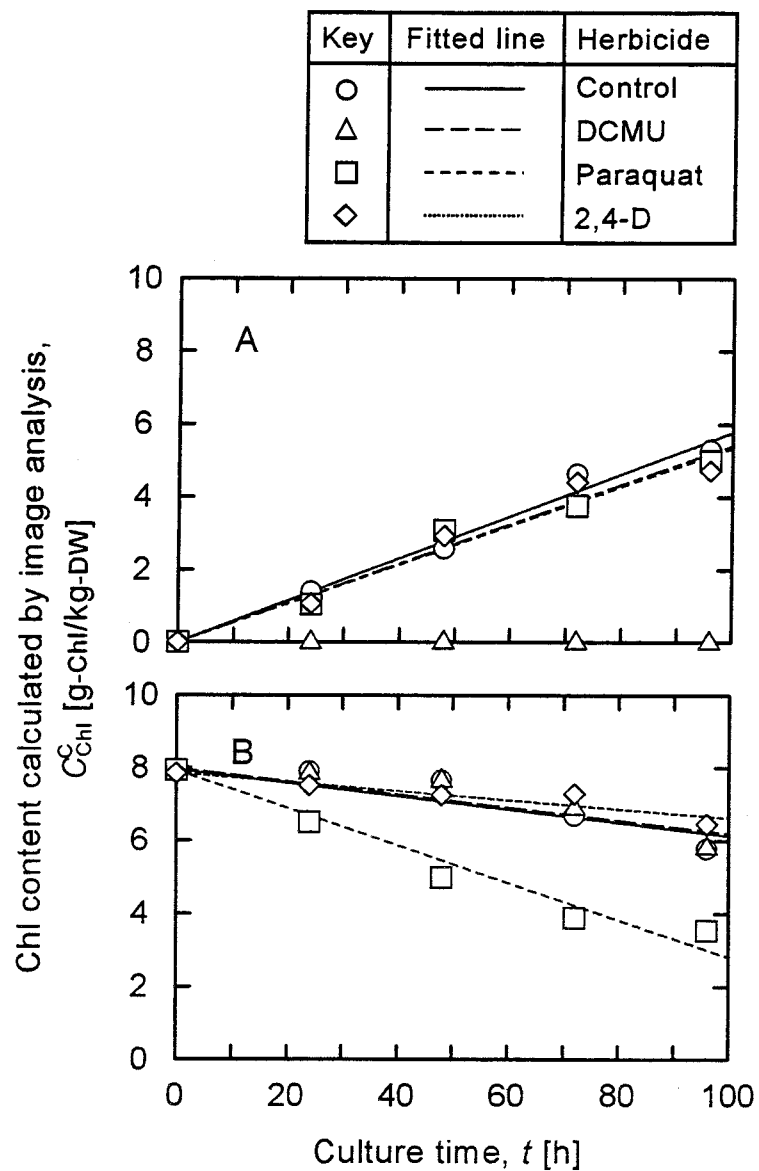 Key Fitted line Herbicide
Control
DCMU
Paraquat
2,4-D
Chl content calculated by image analysis,
C^C_Chl [g-Chl/kg-DW]
10
A
8
6
4
2
0
10
B
8
6
4
2
0
0 20 40 60 80 100
Culture time, t [h]